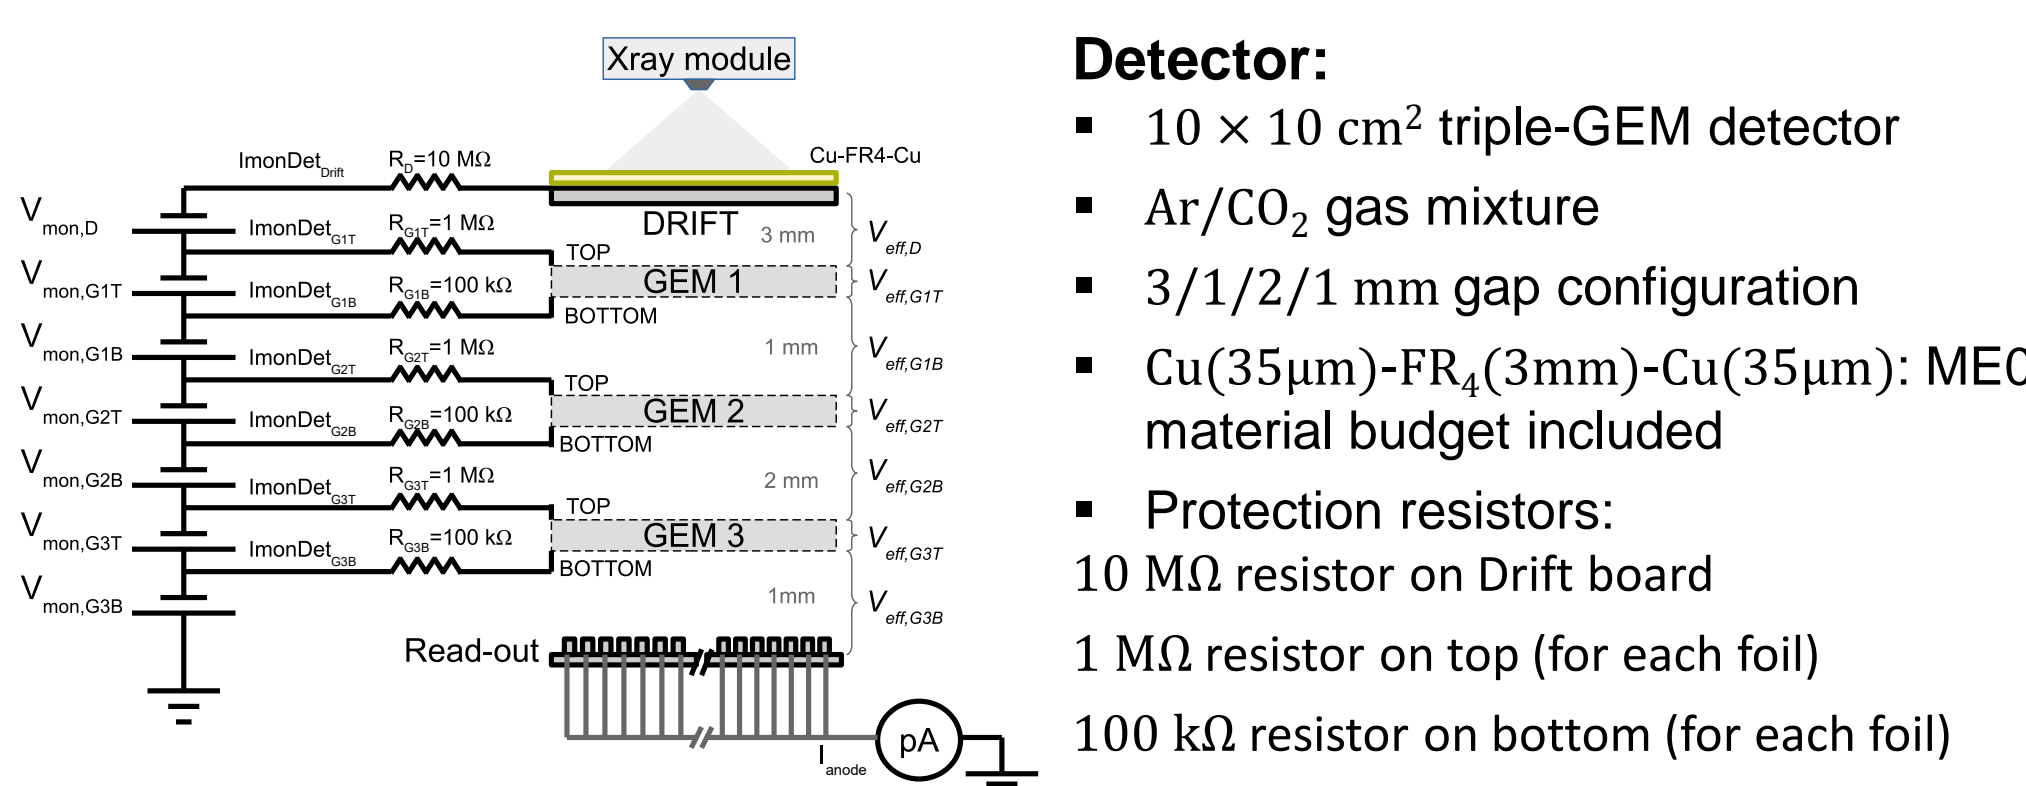 Xray module
Cu-FR4-Cu
ImonDet_Drift R_D=10 MΩ
V_mon,D
ImonDet_G1T R_G1T=1 MΩ
DRIFT 3 mm
V_eff,D
TOP
V_mon,G1T
ImonDet_G1B R_G1B=100 kΩ
GEM 1
V_eff,G1T
BOTTOM
V_mon,G1B
ImonDet_G2T R_G2T=1 MΩ
1 mm
V_eff,G1B
TOP
V_mon,G2T
ImonDet_G2B R_G2B=100 kΩ
GEM 2
V_eff,G2T
BOTTOM
V_mon,G2B
ImonDet_G3T R_G3T=1 MΩ
2 mm
V_eff,G2B
TOP
V_mon,G3T
ImonDet_G3B R_G3B=100 kΩ
GEM 3
V_eff,G3T
BOTTOM
V_mon,G3B
1mm
V_eff,G3B
Read-out
pA
I_anode
Detector:
▪ 10 × 10 cm² triple-GEM detector
▪ Ar/CO₂ gas mixture
▪ 3/1/2/1 mm gap configuration
▪ Cu(35μm)-FR₄(3mm)-Cu(35μm): ME0
material budget included
▪ Protection resistors:
10 MΩ resistor on Drift board
1 MΩ resistor on top (for each foil)
100 kΩ resistor on bottom (for each foil)